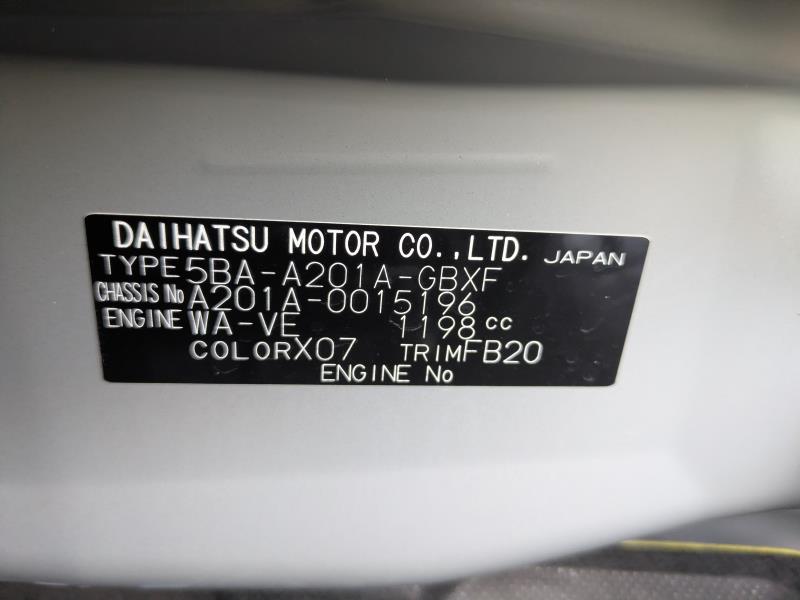 DAIHATSU MOTOR CO.,LTD. JAPAN
TYPE 5BA-A201A-GBXF
CHASSIS No A201A-0015196
ENGINE WA-VE 1198 cc
COLOR X07 TRIM FB20
ENGINE No